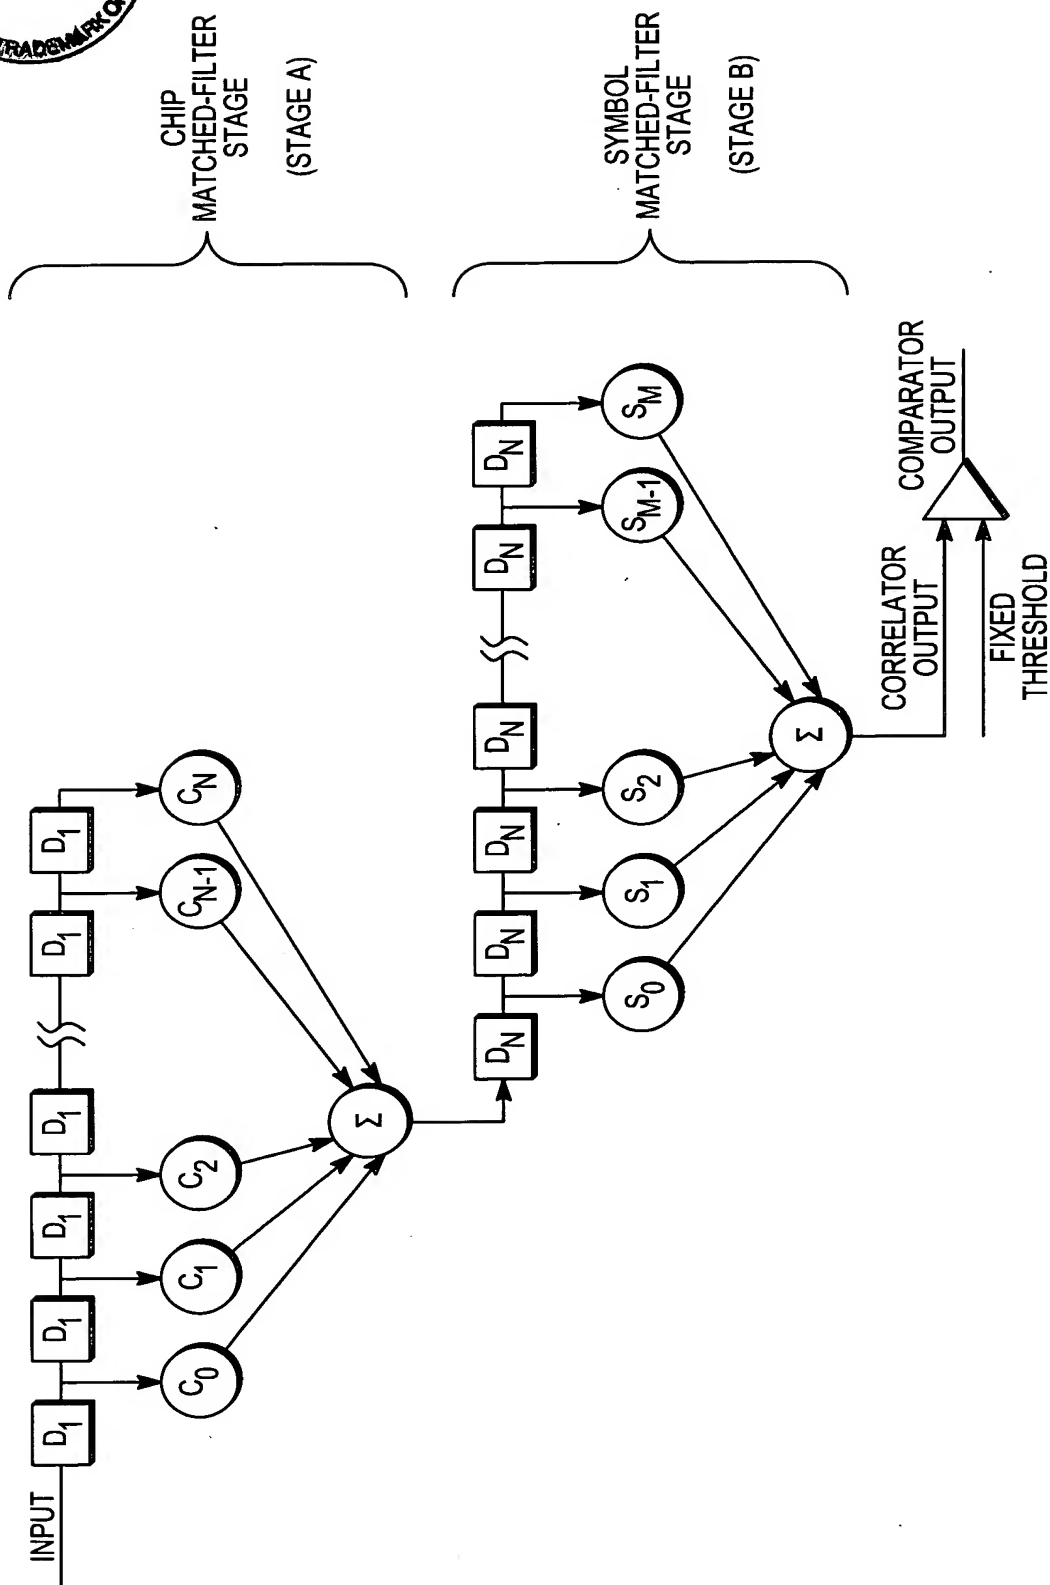 TRADEMARK
INPUT
D1
D1
D1
D1
D1
D1
C0
C1
C2
CN-1
CN
Σ
CHIP
MATCHED-FILTER
STAGE
(STAGE A)
DN
DN
DN
DN
DN
DN
S0
S1
S2
SM-1
SM
Σ
SYMBOL
MATCHED-FILTER
STAGE
(STAGE B)
CORRELATOR
OUTPUT
FIXED
THRESHOLD
COMPARATOR
OUTPUT